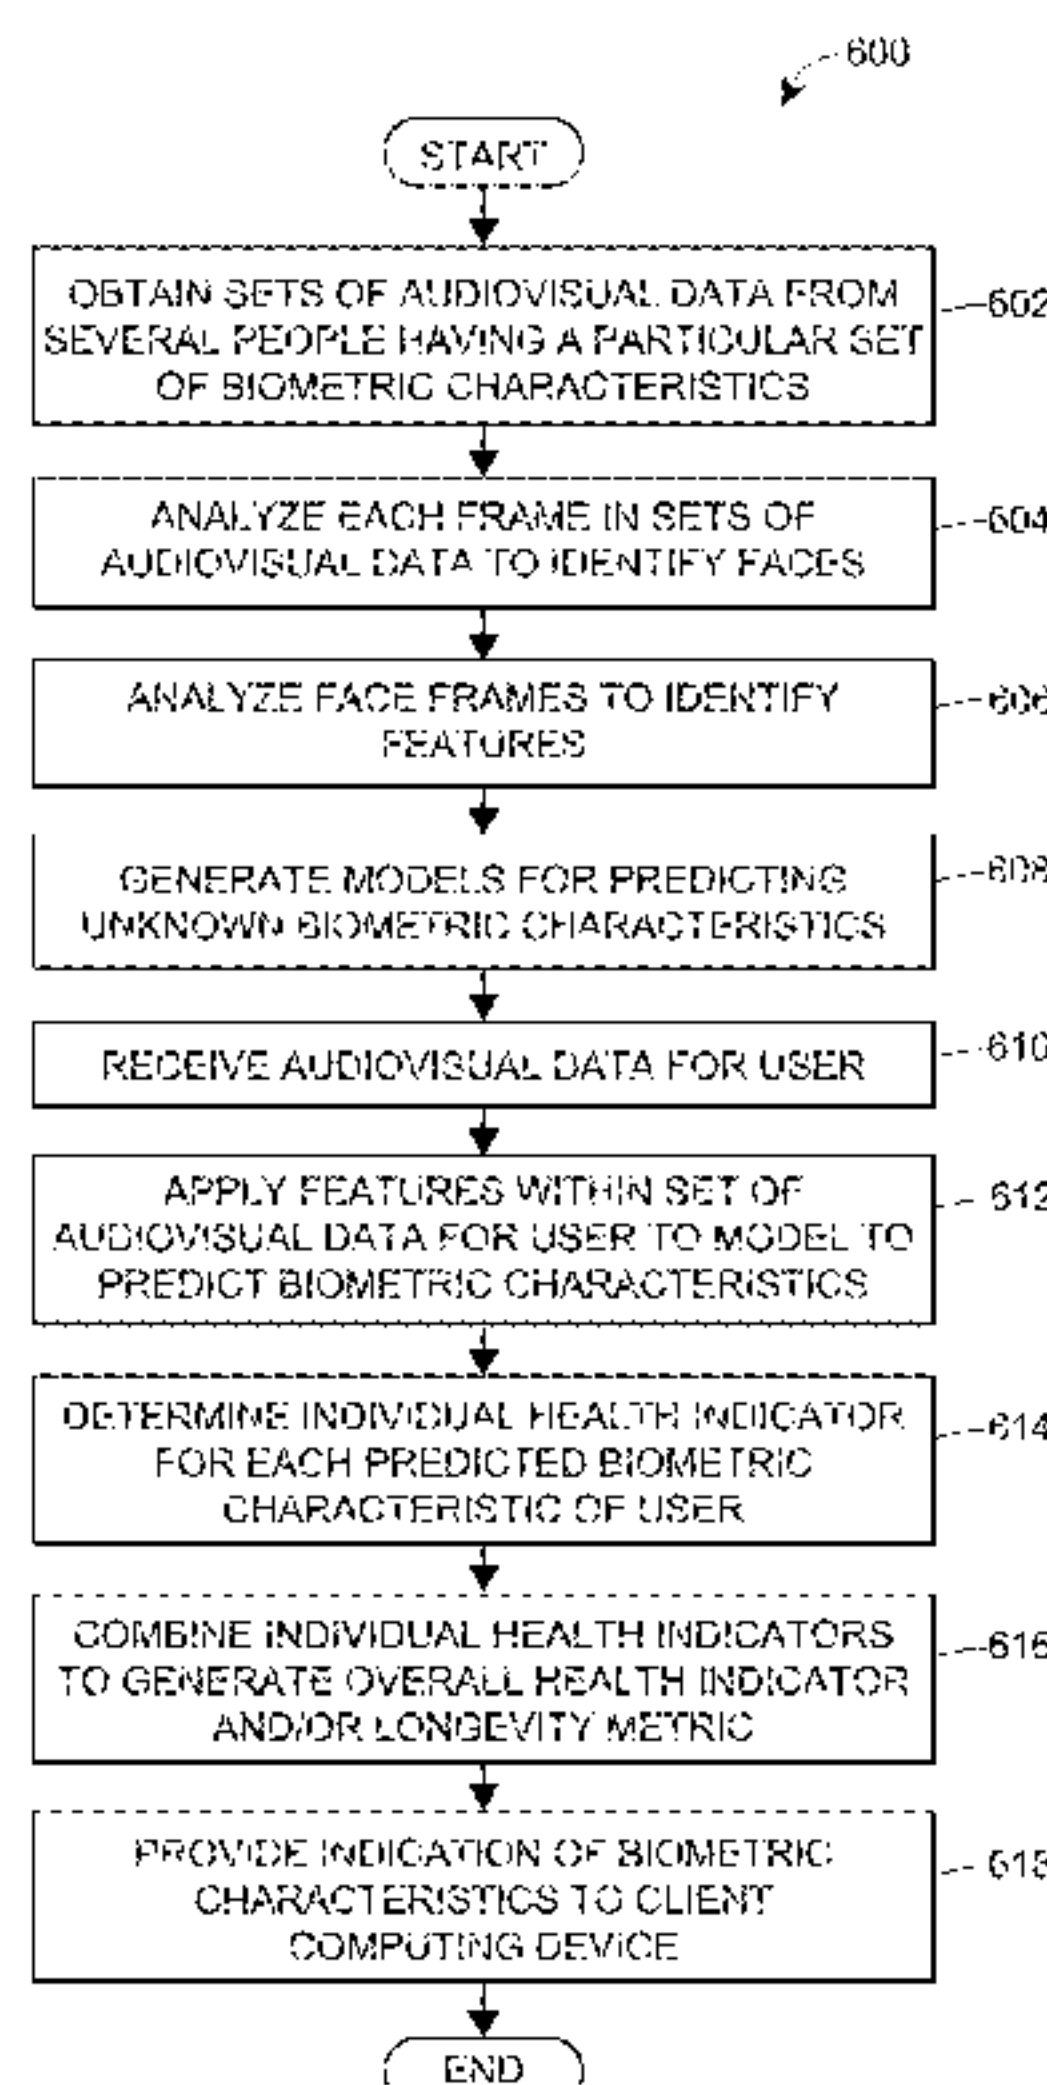 600
START
OBTAIN SETS OF AUDIOVISUAL DATA FROM
SEVERAL PEOPLE HAVING A PARTICULAR SET
OF BIOMETRIC CHARACTERISTICS
602
ANALYZE EACH FRAME IN SETS OF
AUDIOVISUAL DATA TO IDENTIFY FACES
604
ANALYZE FACE FRAMES TO IDENTIFY
FEATURES
606
GENERATE MODELS FOR PREDICTING
UNKNOWN BIOMETRIC CHARACTERISTICS
608
RECEIVE AUDIOVISUAL DATA FOR USER
610
APPLY FEATURES WITHIN SET OF
AUDIOVISUAL DATA FOR USER TO MODEL TO
PREDICT BIOMETRIC CHARACTERISTICS
612
DETERMINE INDIVIDUAL HEALTH INDICATOR
FOR EACH PREDICTED BIOMETRIC
CHARACTERISTIC OF USER
614
COMBINE INDIVIDUAL HEALTH INDICATORS
TO GENERATE OVERALL HEALTH INDICATOR
AND/OR LONGEVITY METRIC
616
PROVIDE INDICATION OF BIOMETRIC
CHARACTERISTICS TO CLIENT
COMPUTING DEVICE
618
END